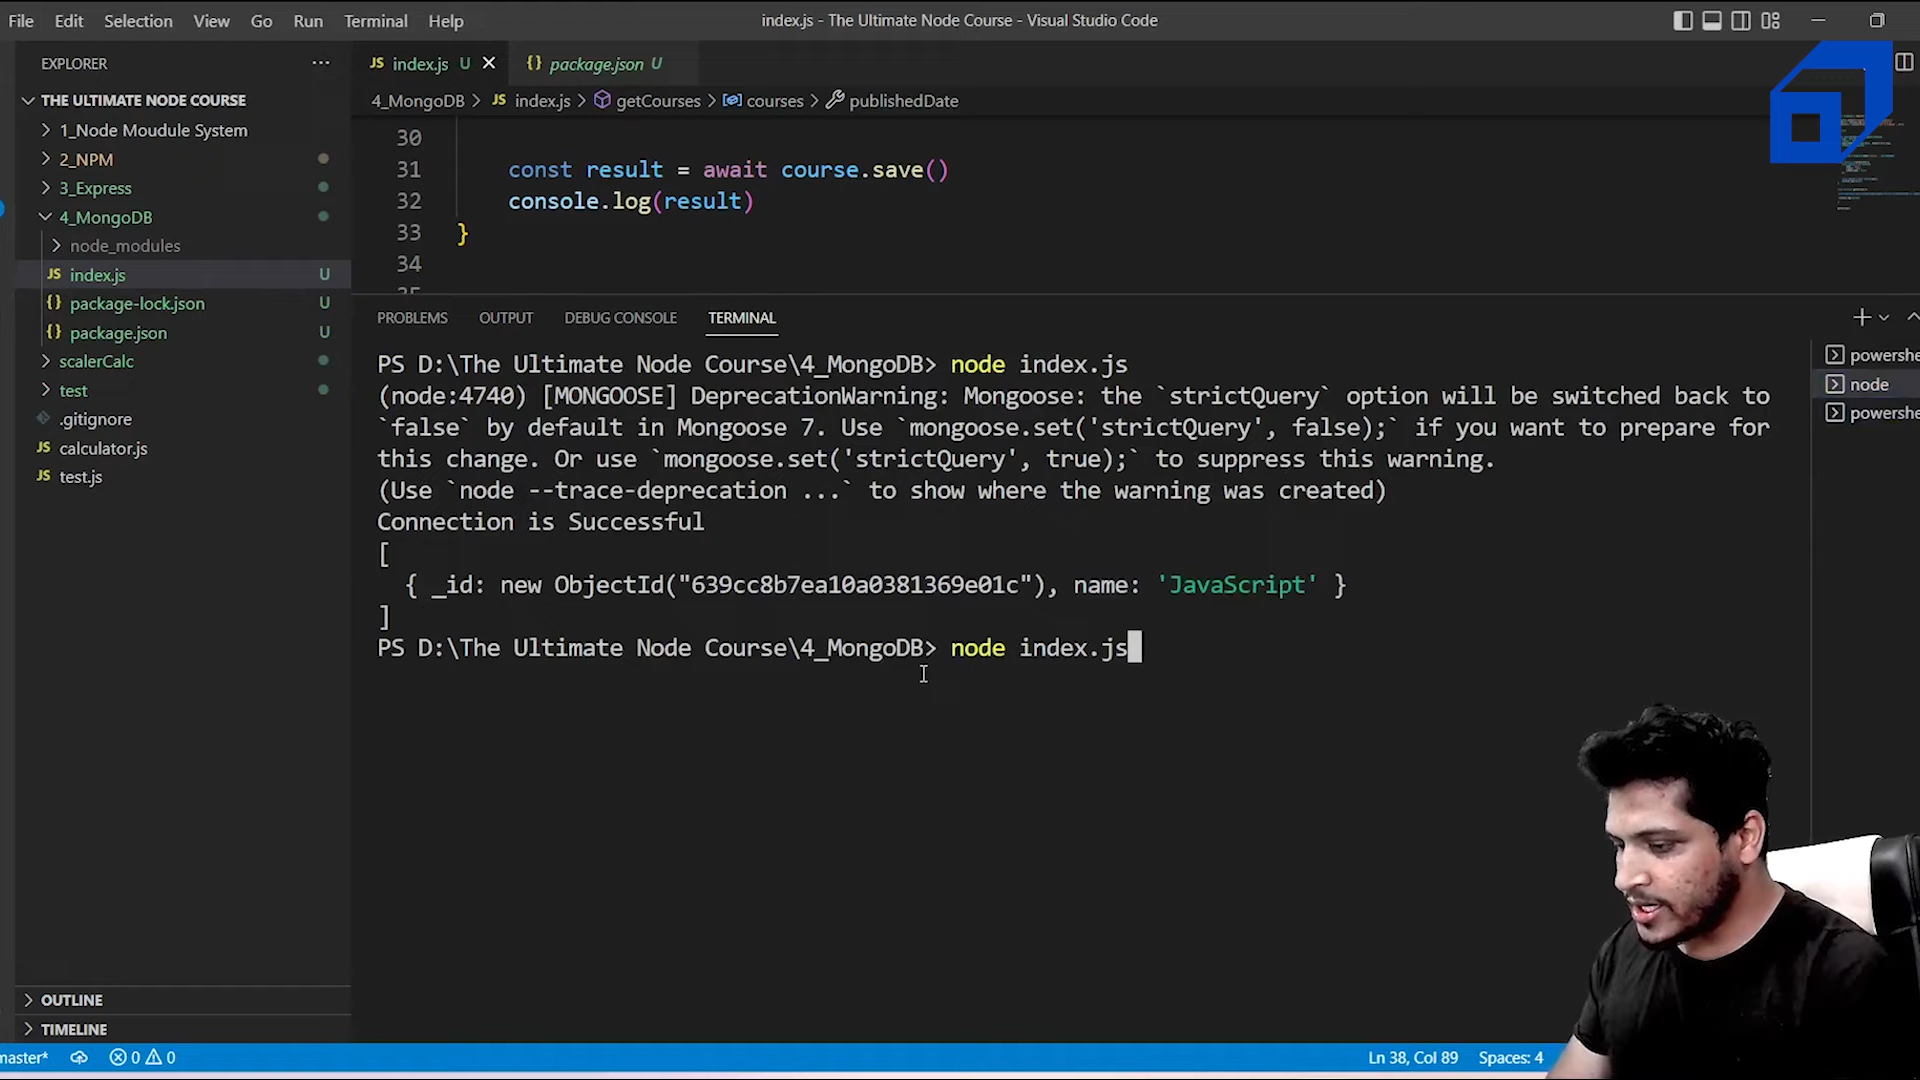 File Edit Selection View Go Run Terminal Help
index.js - The Ultimate Node Course - Visual Studio Code
EXPLORER
THE ULTIMATE NODE COURSE
1_Node Moudule System
2_NPM
3_Express
4_MongoDB
node_modules
JS index.js U
{} package-lock.json U
{} package.json U
scalerCalc
test
.gitignore
JS calculator.js
JS test.js
OUTLINE
TIMELINE
JS index.js U
{} package.json U
4_MongoDB > JS index.js > getCourses > courses > publishedDate
30
31 const result = await course.save()
32 console.log(result)
33 }
34
35
PROBLEMS OUTPUT DEBUG CONSOLE TERMINAL
PS D:\The Ultimate Node Course\4_MongoDB> node index.js
(node:4740) [MONGOOSE] DeprecationWarning: Mongoose: the `strictQuery` option will be switched back to
`false` by default in Mongoose 7. Use `mongoose.set('strictQuery', false);` if you want to prepare for
this change. Or use `mongoose.set('strictQuery', true);` to suppress this warning.
(Use `node --trace-deprecation ...` to show where the warning was created)
Connection is Successful
[
{ _id: new ObjectId("639cc8b7ea10a0381369e01c"), name: 'JavaScript' }
]
PS D:\The Ultimate Node Course\4_MongoDB> node index.js
powershe
node
powershe
master* 0 0
Ln 38, Col 89 Spaces: 4